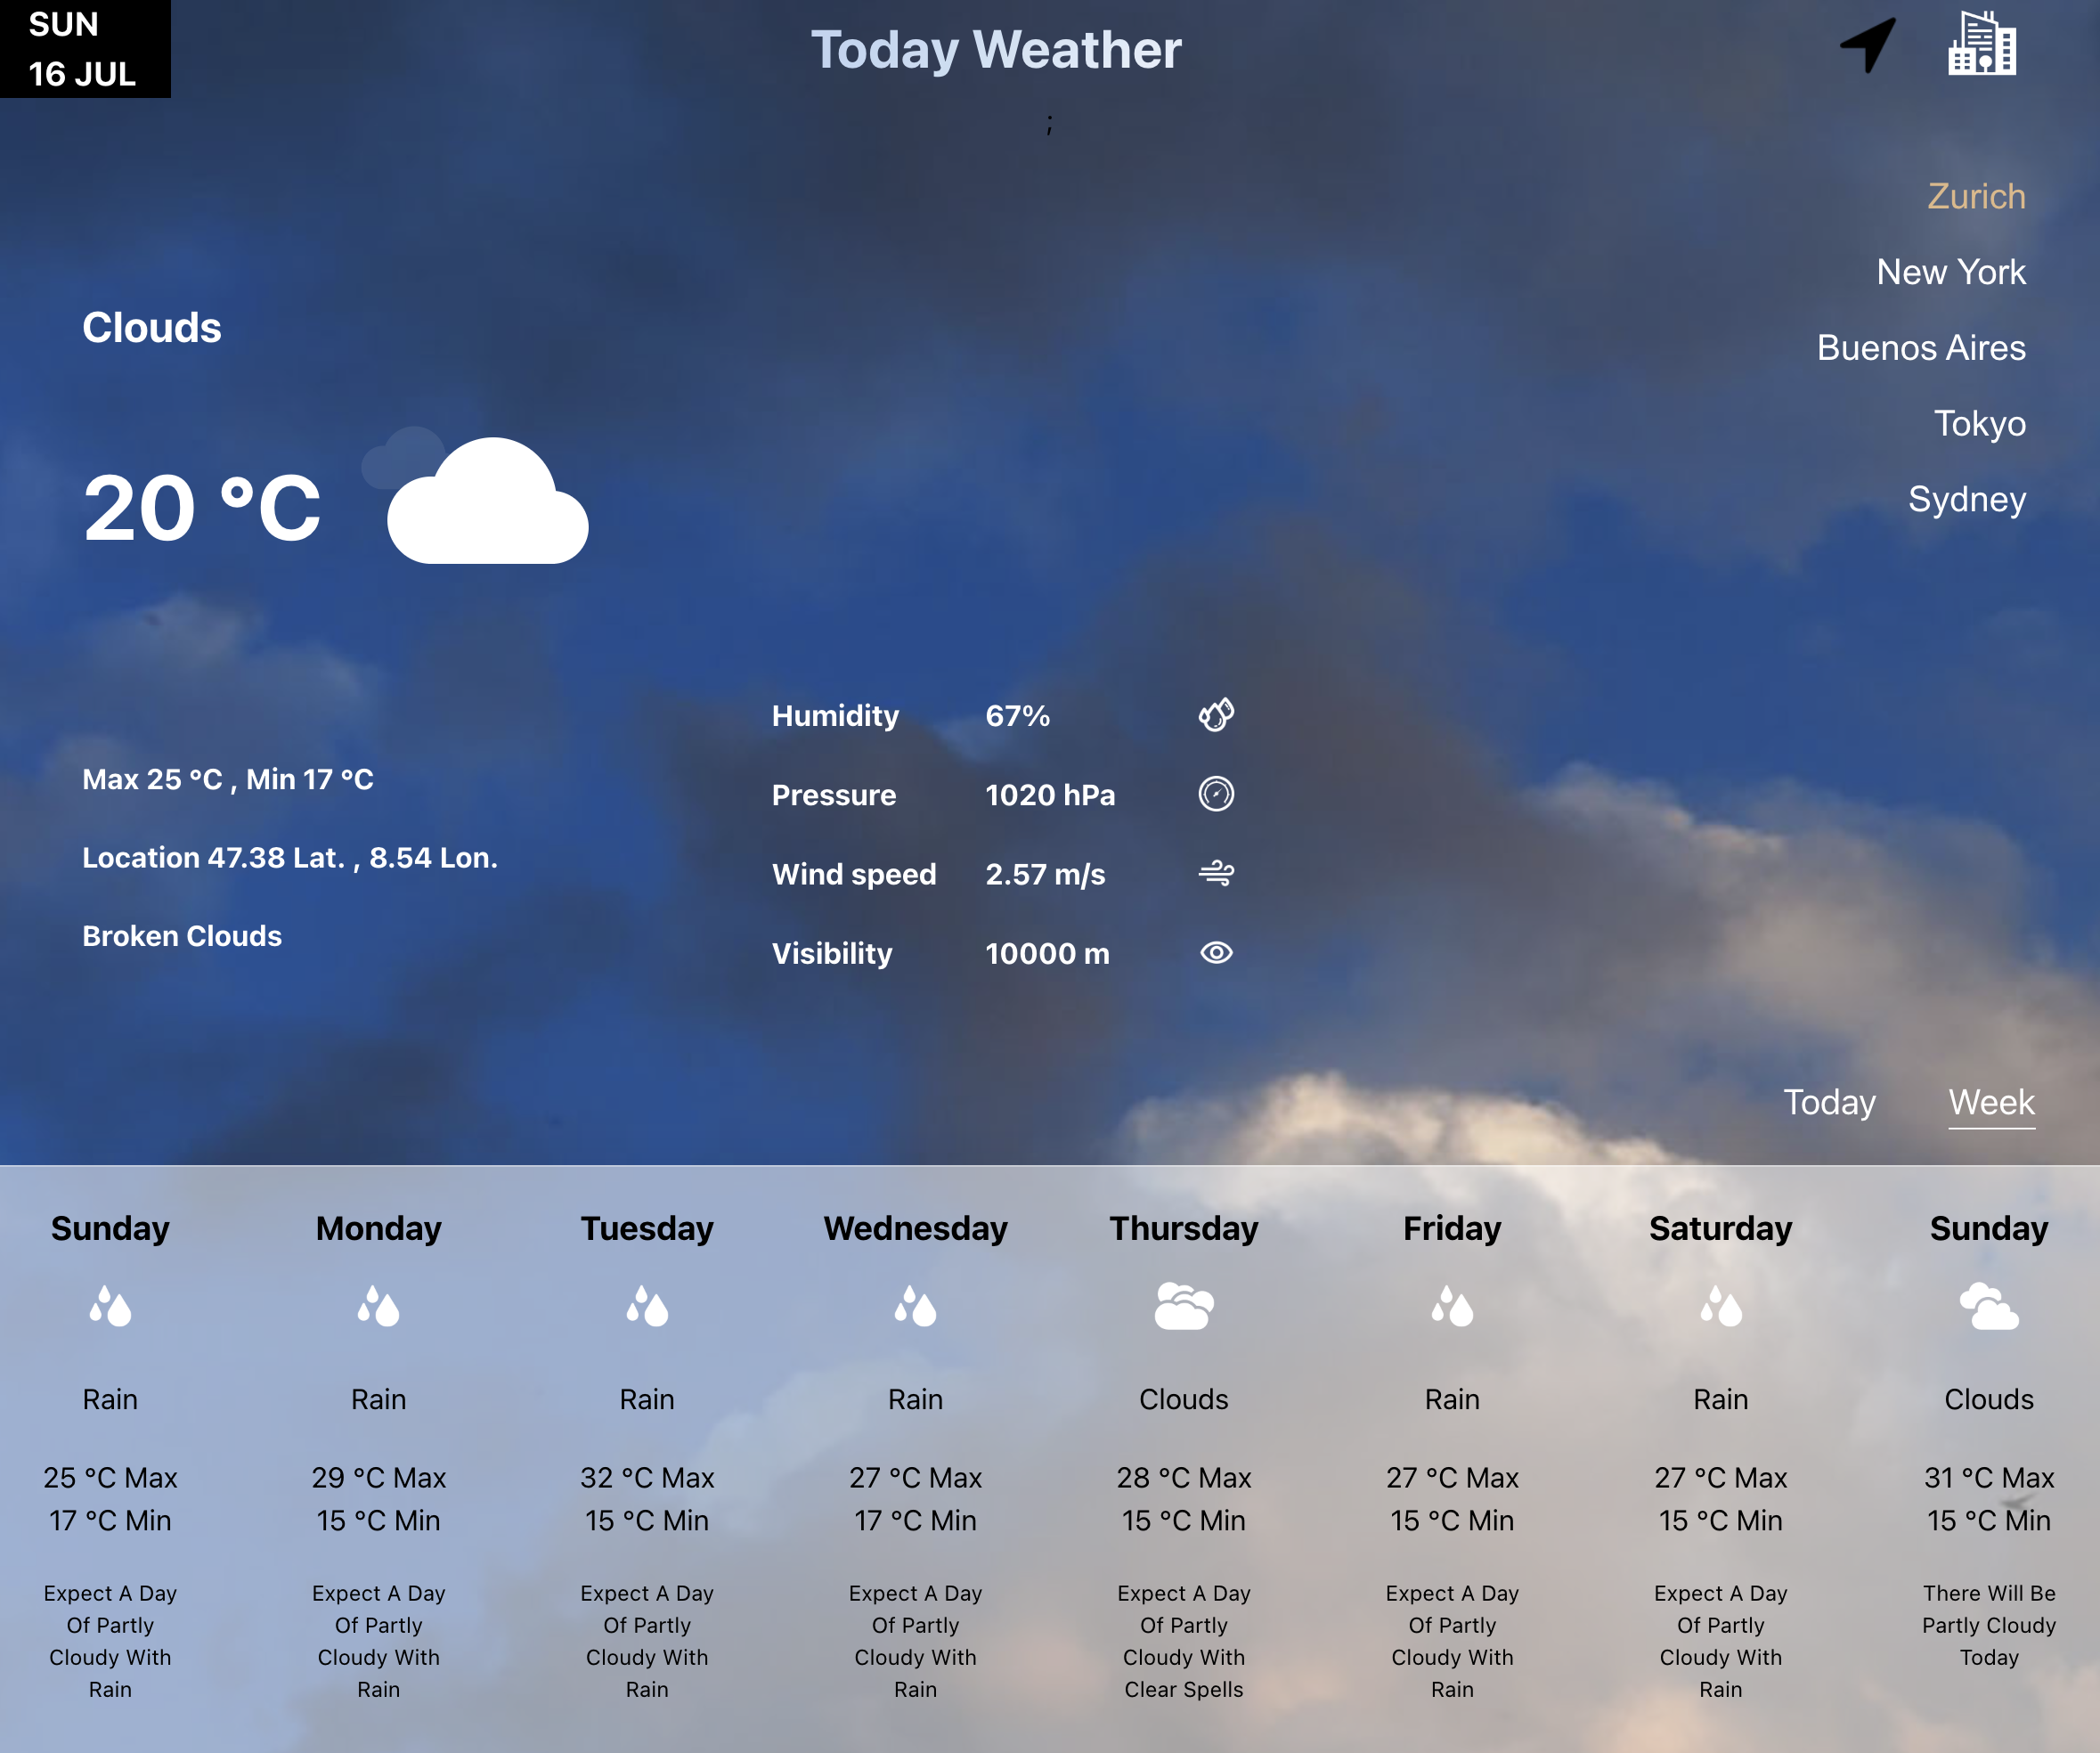 SUN
16 JUL
Today Weather
;
Zurich
New York
Buenos Aires
Tokyo
Sydney
Clouds
20 °C
Max 25 °C , Min 17 °C
Location 47.38 Lat. , 8.54 Lon.
Broken Clouds
Humidity 67%
Pressure 1020 hPa
Wind speed 2.57 m/s
Visibility 10000 m
Today Week
Sunday
Rain
25 °C Max
17 °C Min
Expect A Day
Of Partly
Cloudy With
Rain
Monday
Rain
29 °C Max
15 °C Min
Expect A Day
Of Partly
Cloudy With
Rain
Tuesday
Rain
32 °C Max
15 °C Min
Expect A Day
Of Partly
Cloudy With
Rain
Wednesday
Rain
27 °C Max
17 °C Min
Expect A Day
Of Partly
Cloudy With
Rain
Thursday
Clouds
28 °C Max
15 °C Min
Expect A Day
Of Partly
Cloudy With
Clear Spells
Friday
Rain
27 °C Max
15 °C Min
Expect A Day
Of Partly
Cloudy With
Rain
Saturday
Rain
27 °C Max
15 °C Min
Expect A Day
Of Partly
Cloudy With
Rain
Sunday
Clouds
31 °C Max
15 °C Min
There Will Be
Partly Cloudy
Today